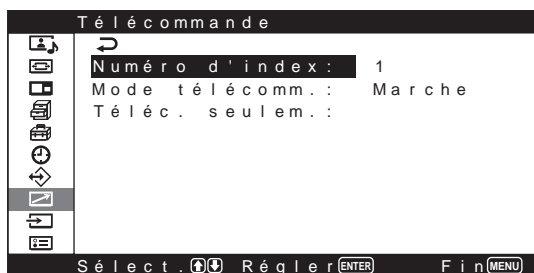 Télécommande
Numéro d'index: 1
Mode télécomm.: Marche
Téléc. seulem.:
Sélect. Régler ENTER Fin MENU